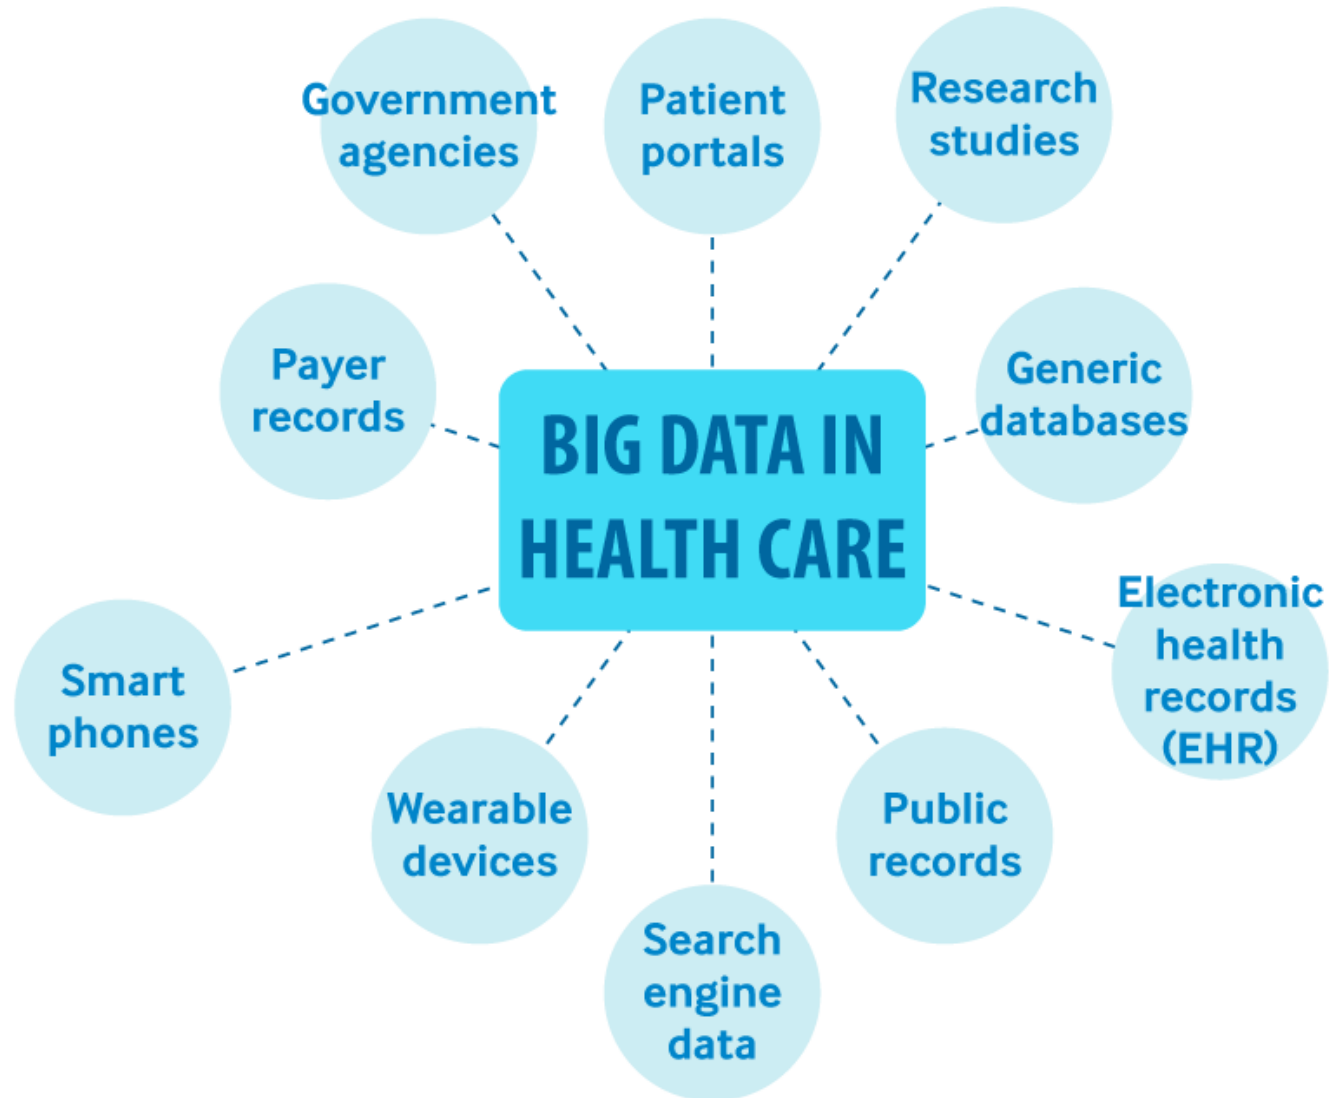 Government
agencies
Patient
portals
Research
studies
Payer
records
Generic
databases
BIG DATA IN
HEALTH CARE
Smart
phones
Electronic
health
records
(EHR)
Wearable
devices
Public
records
Search
engine
data